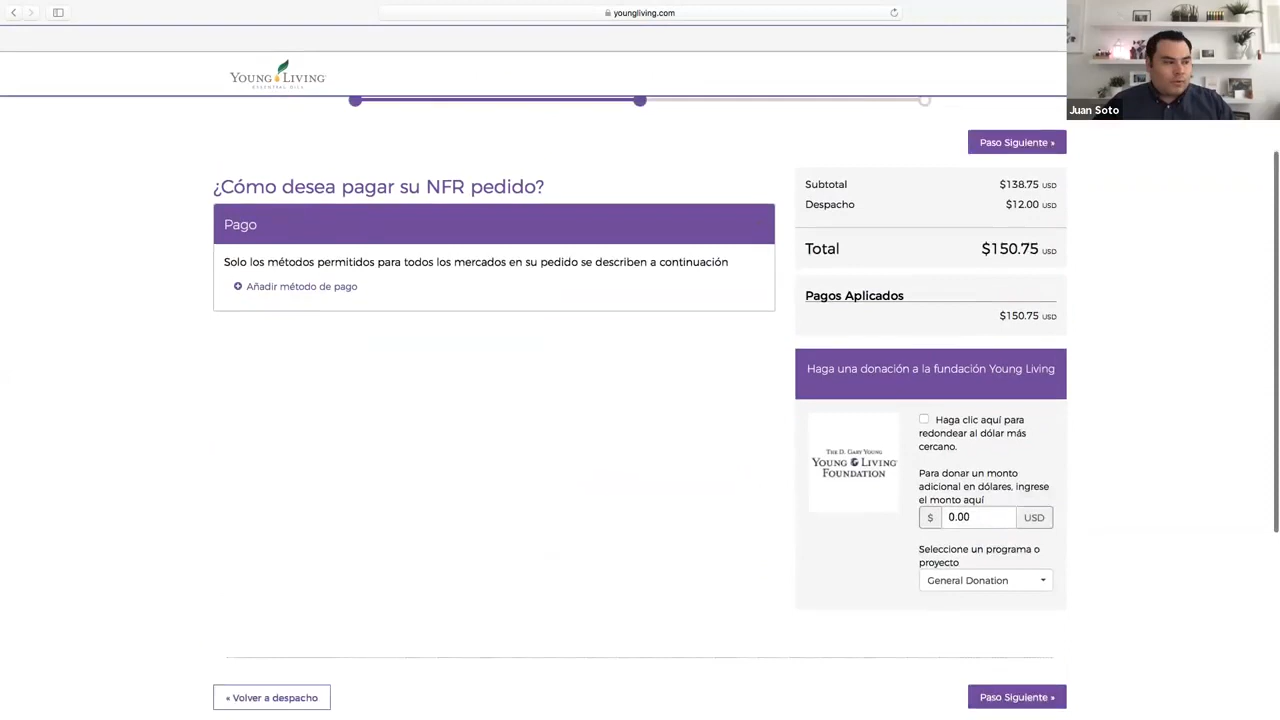 youngliving.com
YOUNG LIVING
ESSENTIAL OILS
Juan Soto
Paso Siguiente »
¿Cómo desea pagar su NFR pedido?
Pago
Solo los métodos permitidos para todos los mercados en su pedido se describen a continuación
Añadir método de pago
Subtotal $138.75 USD
Despacho $12.00 USD
Total $150.75 USD
Pagos Aplicados
$150.75 USD
Haga una donación a la fundación Young Living
THE D. GARY YOUNG
YOUNG LIVING
FOUNDATION
Haga clic aquí para
redondear al dólar más
cercano.
Para donar un monto
adicional en dólares, ingrese
el monto aquí
$ 0.00 USD
Seleccione un programa o
proyecto
General Donation
« Volver a despacho
Paso Siguiente »